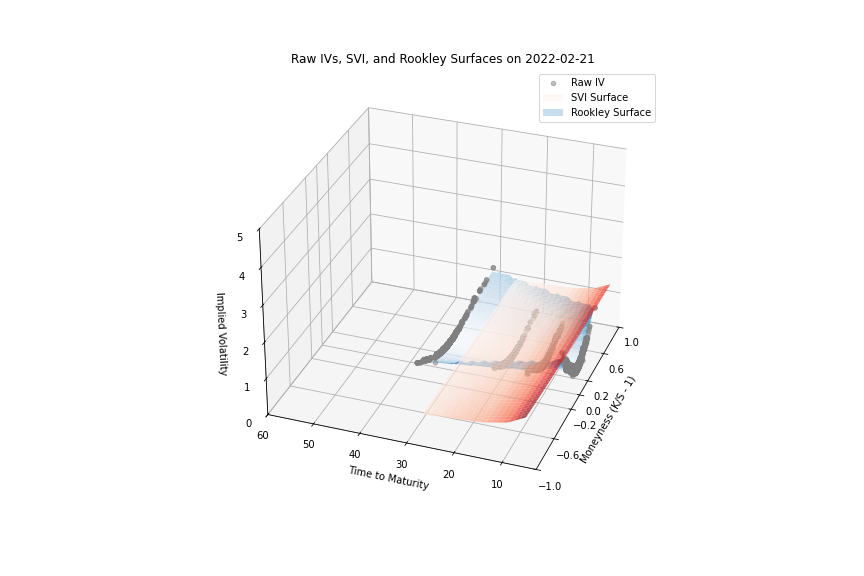 Raw IVs, SVI, and Rookley Surfaces on 2022-02-21
Raw IV
SVI Surface
Rookley Surface
5
4
3
2
1
0
Implied Volatility
60
50
40
30
20
10
Time to Maturity
1.0
0.6
0.2
0.0
−0.2
−0.6
−1.0
Moneyness (K/S - 1)